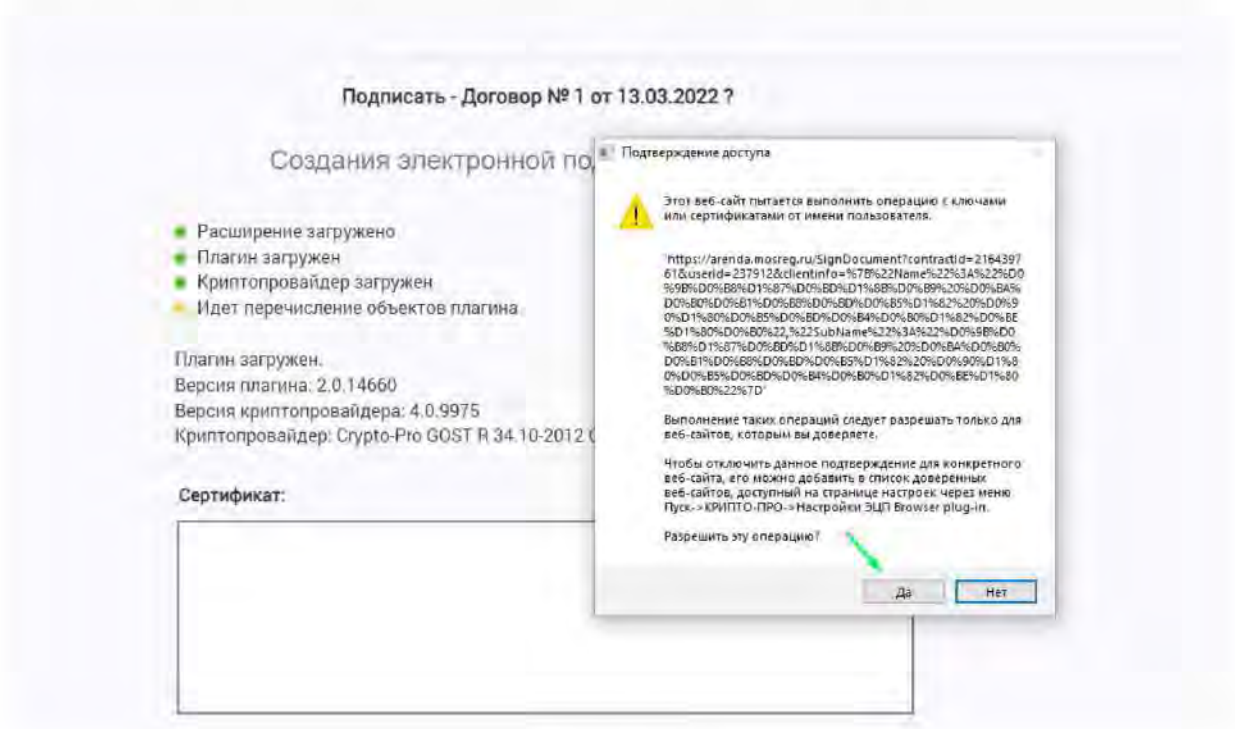 Подписать - Договор № 1 от 13.03.2022 ?
Создания электронной по
Расширение загружено
Плагин загружен
Криптопровайдер загружен
Идет перечисление объектов плагина
Плагин загружен.
Версия плагина: 2.0.14660
Версия криптопровайдера: 4.0.9975
Криптопровайдер: Crypto-Pro GOST R 34.10-2012
Сертификат:
Подтверждение доступа
Этот веб-сайт пытается выполнить операцию с ключами
или сертификатами от имени пользователя.
'https://arenda.mosreg.ru/SignDocument?contractId=2164397
61&userid=237912&clientinfo=%7B%22Name%22%3A%22%D0
%9B%D0%B8%D1%87%D0%BD%D1%8B%D0%B9%20%D0%BA%
D0%B0%D0%B1%D0%B8%D0%BD%D0%B5%D1%82%20%D0%9
0%D1%80%D0%B5%D0%BD%D0%B4%D0%B0%D1%82%D0%BE
%D1%80%D0%B0%22,%22SubName%22%3A%22%D0%9B%D0
%B8%D1%87%D0%BD%D1%8B%D0%B9%20%D0%BA%D0%B0%
D0%B1%D0%B8%D0%BD%D0%B5%D1%82%20%D0%90%D1%8
0%D0%B5%D0%BD%D0%B4%D0%B0%D1%82%D0%BE%D1%80
%D0%B0%22%7D'
Выполнение таких операций следует разрешать только для
веб-сайтов, которым вы доверяете.
Чтобы отключить данное подтверждение для конкретного
веб-сайта, его можно добавить в список доверенных
веб-сайтов, доступный на странице настроек через меню
Пуск->КРИПТО-ПРО->Настройки ЭЦП Browser plug-in.
Разрешить эту операцию?
Да
Нет